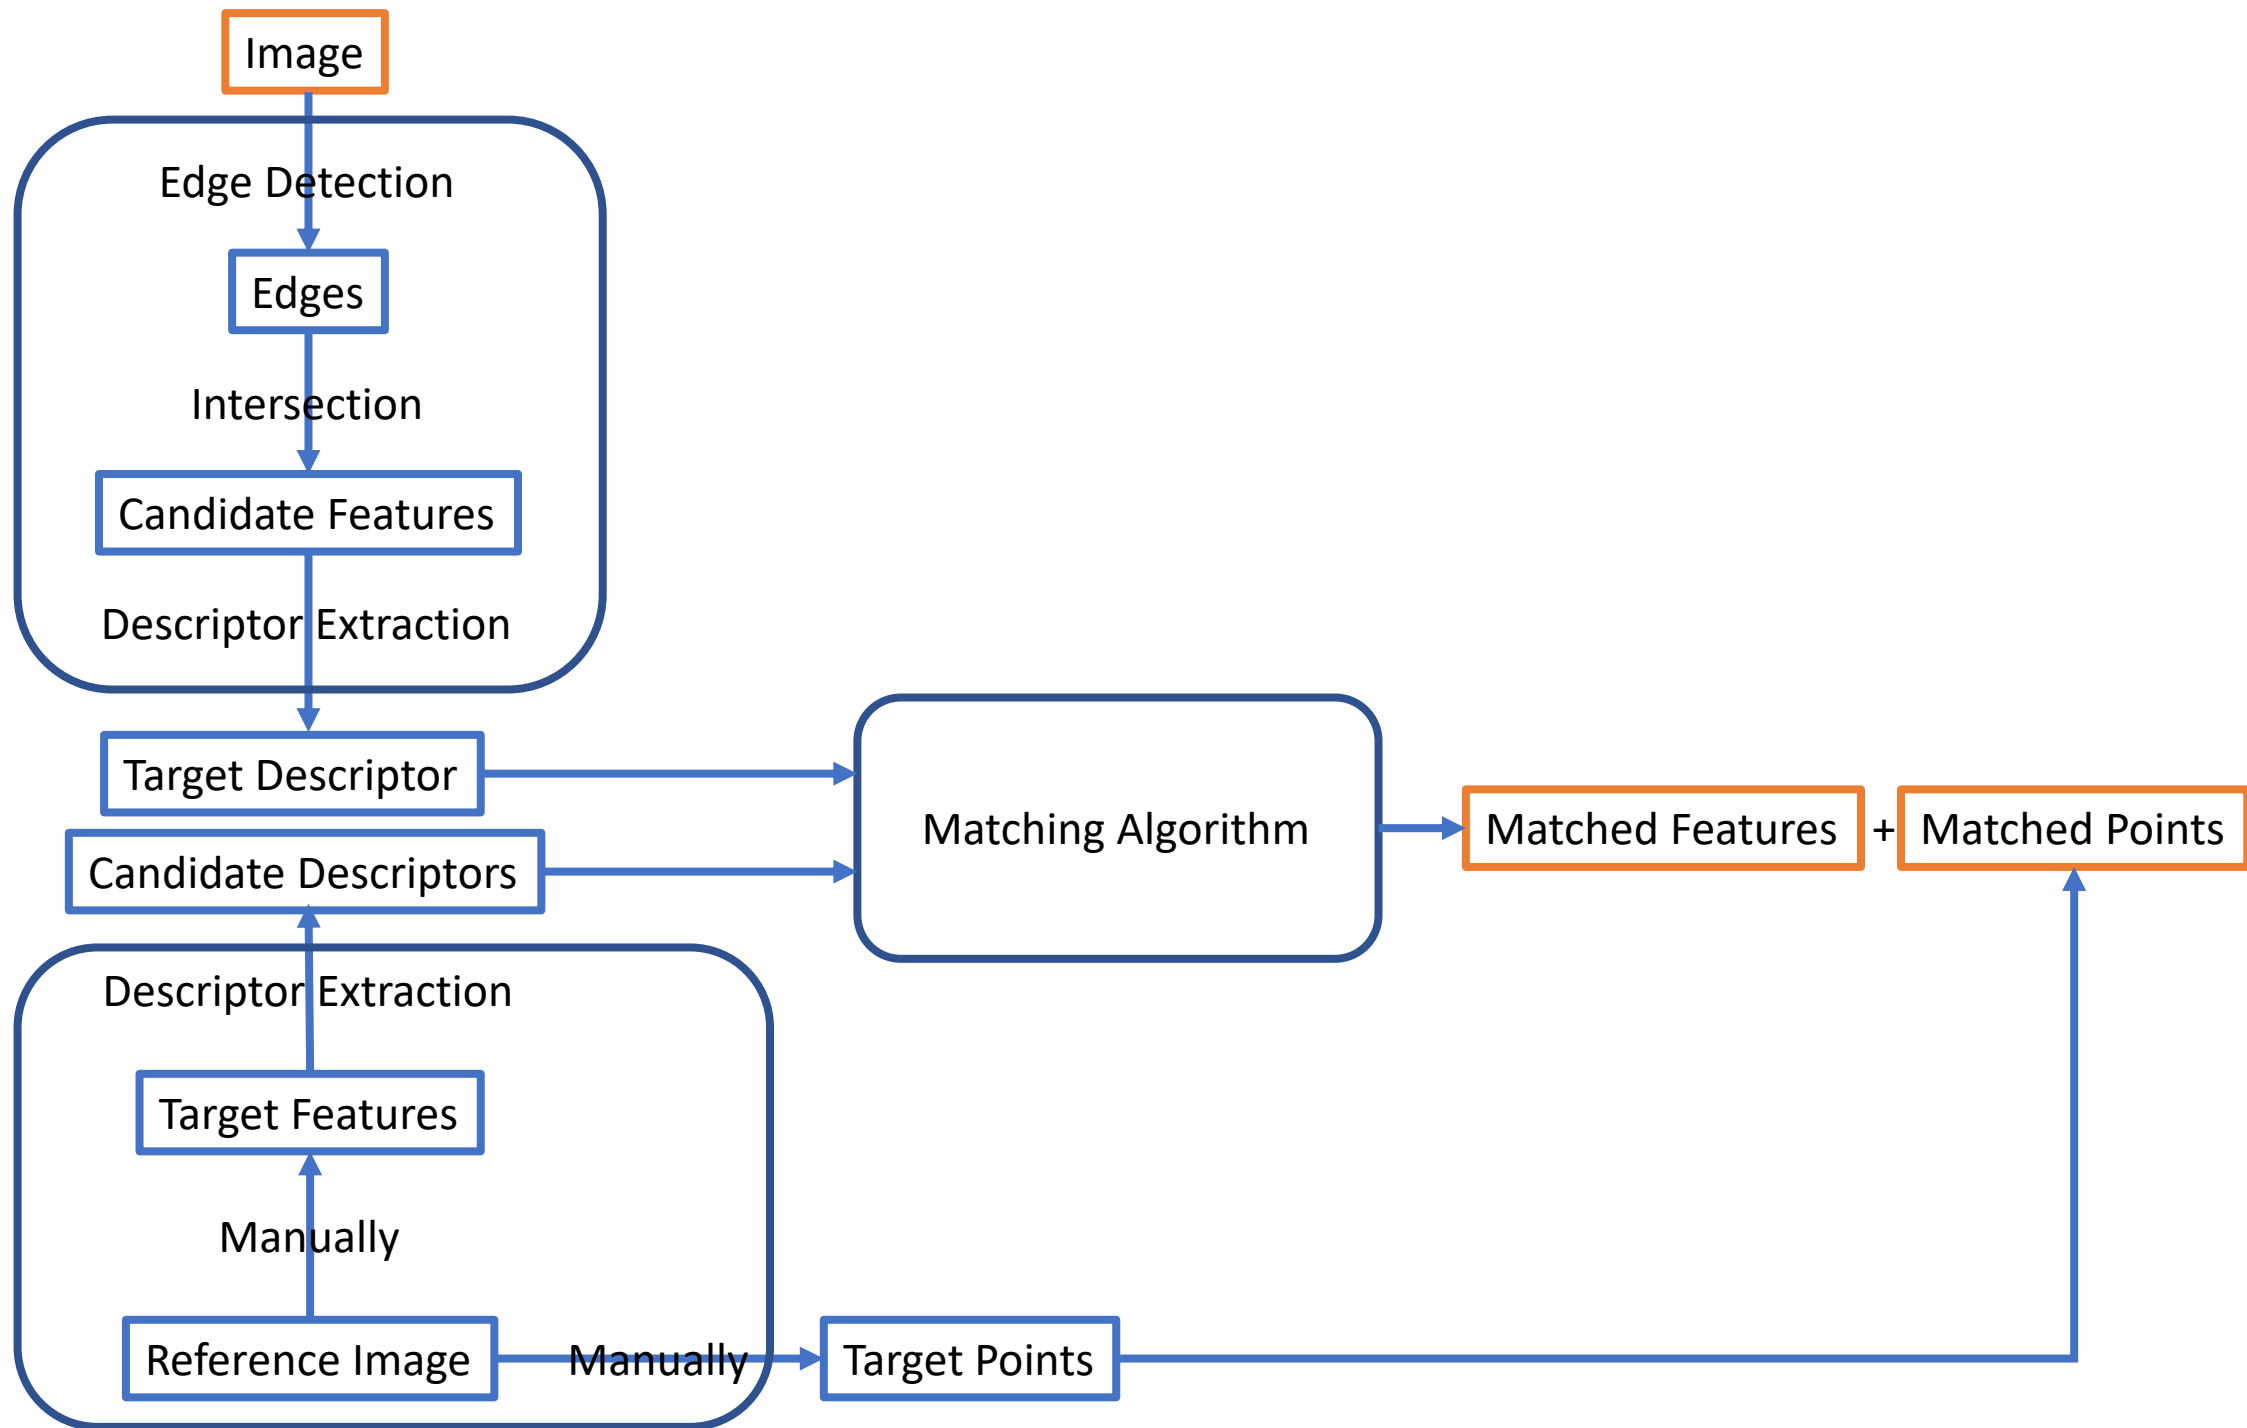 Image
Edge Detection
Edges
Intersection
Candidate Features
Descriptor Extraction
Target Descriptor
Candidate Descriptors
Matching Algorithm
Matched Features + Matched Points
Descriptor Extraction
Target Features
Manually
Reference Image
Manually
Target Points